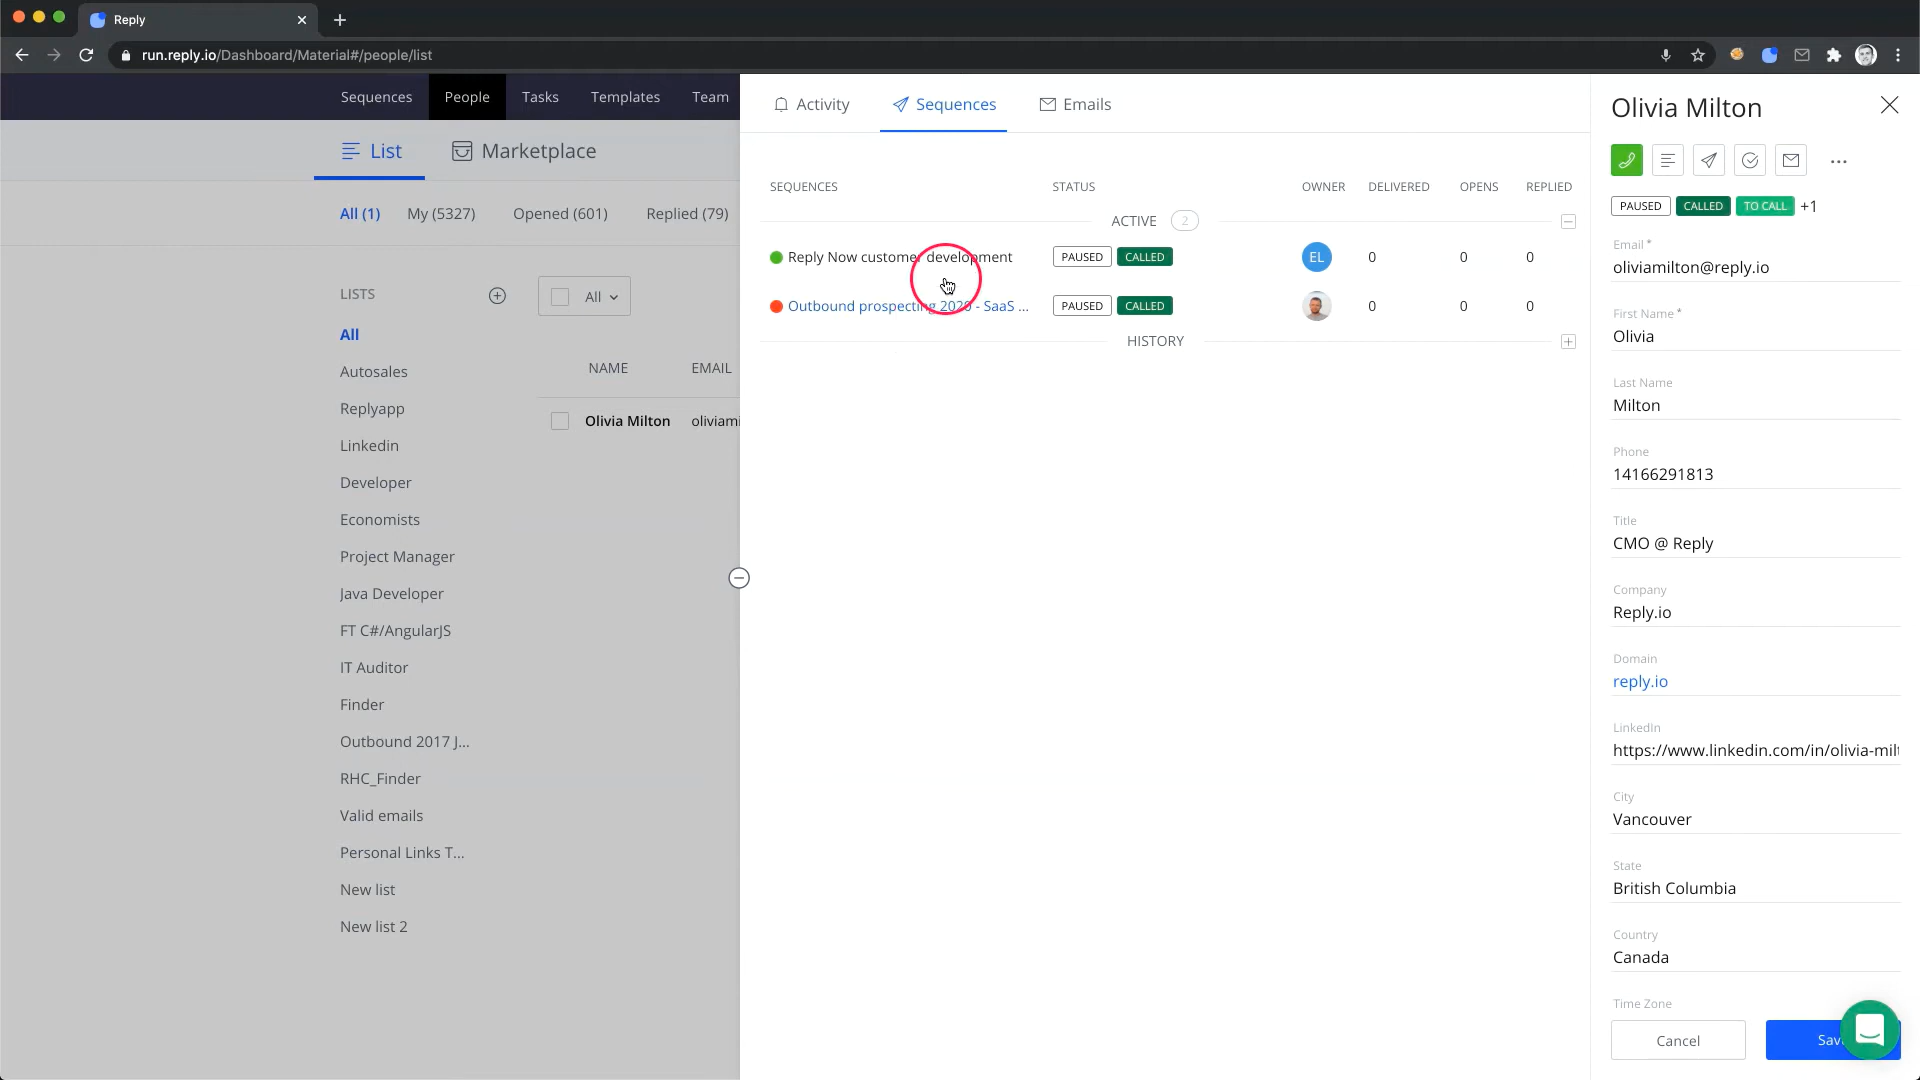 Reply
run.reply.io/Dashboard/Material#/people/list
Sequences People Tasks Templates Team
List Marketplace
All (1) My (5327) Opened (601) Replied (79)
LISTS
All
NAME EMAIL
Olivia Milton oliviami
All
Autosales
Replyapp
Linkedin
Developer
Economists
Project Manager
Java Developer
FT C#/AngularJS
IT Auditor
Finder
Outbound 2017 J...
RHC_Finder
Valid emails
Personal Links T...
New list
New list 2
Activity Sequences Emails
SEQUENCES STATUS OWNER DELIVERED OPENS REPLIED
ACTIVE 2
Reply Now customer development PAUSED CALLED EL 0 0 0
Outbound prospecting 2020 - SaaS ... PAUSED CALLED 0 0 0
HISTORY
Olivia Milton
PAUSED CALLED TO CALL +1
Email *
oliviamilton@reply.io
First Name *
Olivia
Last Name
Milton
Phone
14166291813
Title
CMO @ Reply
Company
Reply.io
Domain
reply.io
LinkedIn
https://www.linkedin.com/in/olivia-milt
City
Vancouver
State
British Columbia
Country
Canada
Time Zone
Cancel Sav